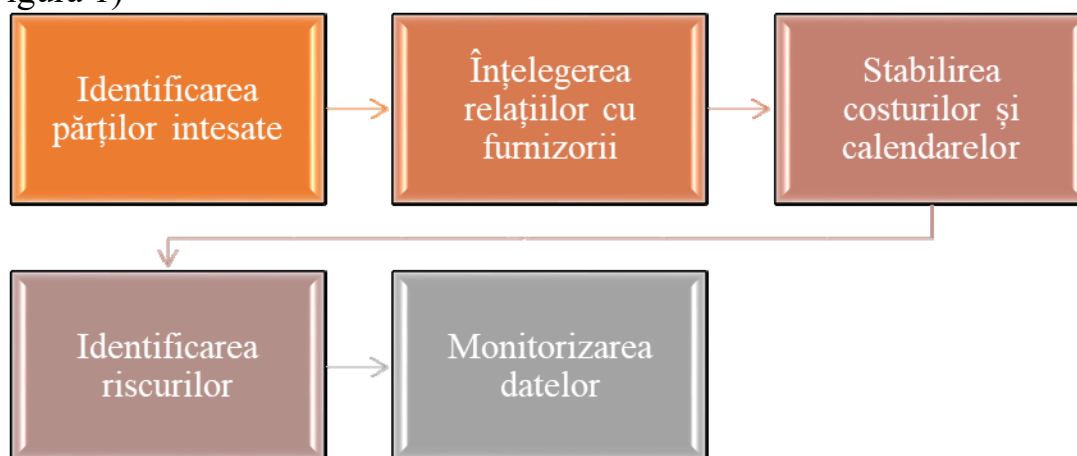 igura 1)
Identificarea
părților intesate
Înțelegerea
relațiilor cu
furnizorii
Stabilirea
costurilor și
calendarelor
Identificarea
riscurilor
Monitorizarea
datelor